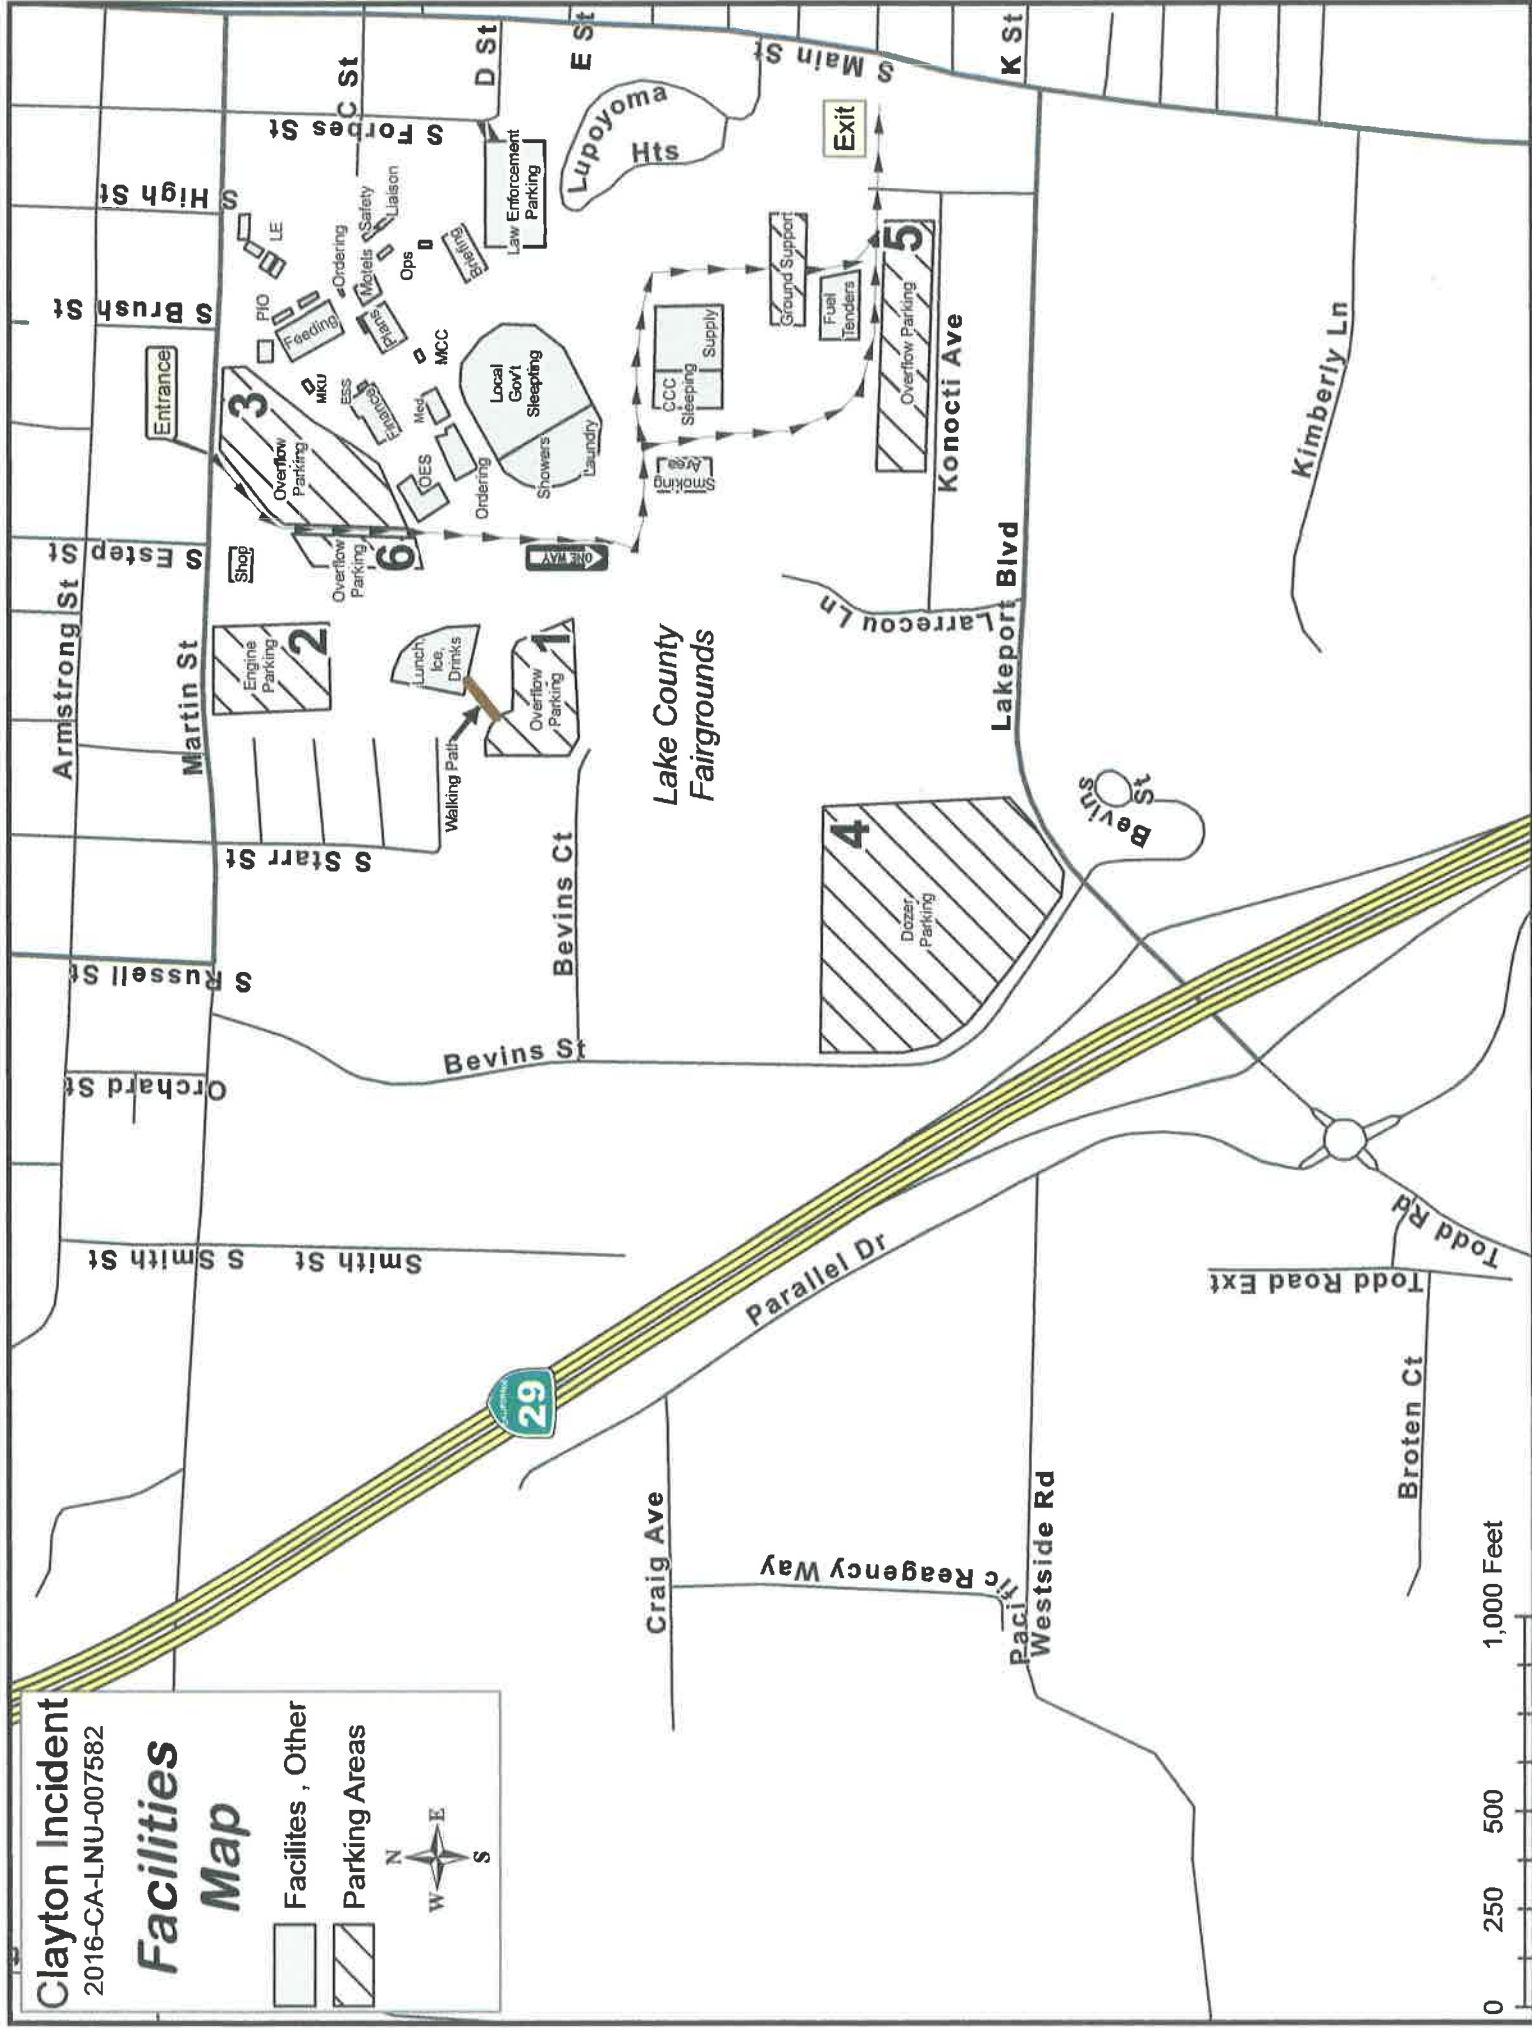 Clayton Incident
2016-CA-LNU-007582
Facilities
Map
Facilites , Other
Parking Areas
N
W
E
S
0
250
500
1,000 Feet
Armstrong St
Martin St
S Smith St
Smith St
Orchard St
S Russell St
S Starr St
S Estep St
S Brush St
S High St
S Forbes St
C St
D St
E St
K St
S Main St
Entrance
Shop
Engine
Parking
2
Overflow
Parking
3
Overflow
Parking
6
Lunch,
Ice,
Drinks
Walking Path
Overflow
Parking
1
Bevins Ct
Bevins St
LE
PIO
Feeding
Ordering
MKU
ESS
Finance
Plans
Motels
Safety
Liaison
Ops
MCC
Briefing
Med
OES
Ordering
Law Enforcement
Parking
Local
Gov't
Sleepting
Showers
Laundry
ONE WAY
Lupoyoma
Hts
Smoking
Area
CCC
Sleeping
Supply
Ground Support
Fuel
Tenders
Exit
Overflow Parking
5
Lake County
Fairgrounds
Dozer
Parking
4
Larrecou Ln
Konocti Ave
Lakeport Blvd
Bevins
St
Kimberly Ln
CALIFORNIA
29
Parallel Dr
Craig Ave
Pacific Reagency Way
Westside Rd
Todd Rd
Todd Road Ext
Broten Ct